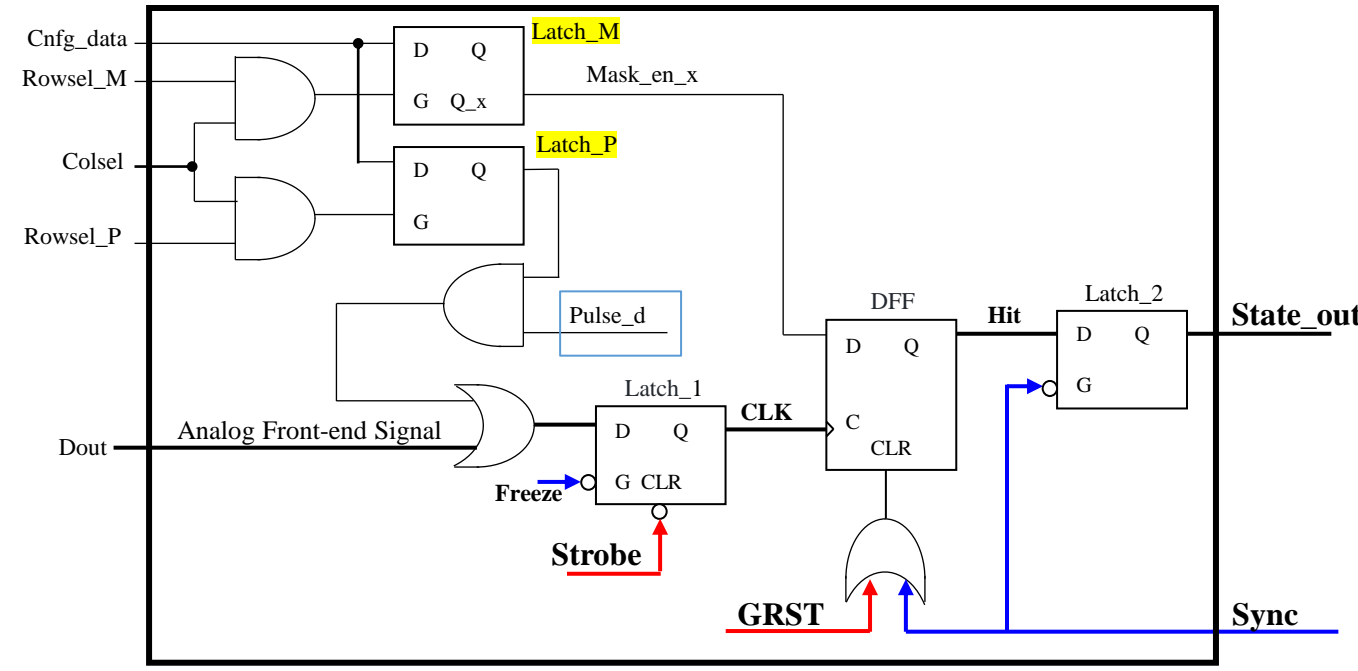 Cnfg_data
Rowsel_M
Colsel
Rowsel_P
Dout
D Q
G Q_x
Latch_M
Mask_en_x
Latch_P
D Q
G
Pulse_d
Analog Front-end Signal
Latch_1
D Q
G CLR
Freeze
Strobe
CLK
DFF
D Q
C
CLR
Hit
Latch_2
D Q
G
State_out
GRST
Sync